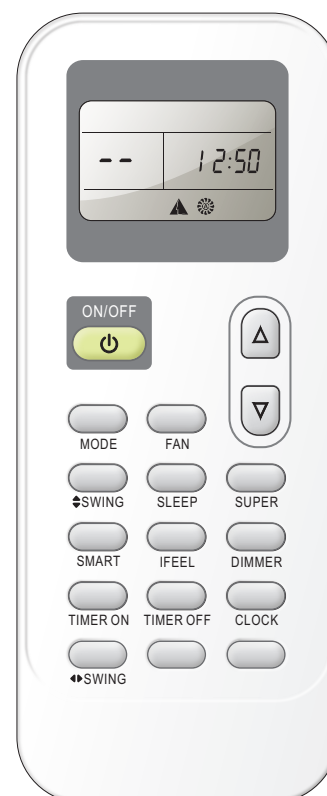 -- 12:50
ON/OFF
MODE FAN
SWING SLEEP SUPER
SMART IFEEL DIMMER
TIMER ON TIMER OFF CLOCK
SWING